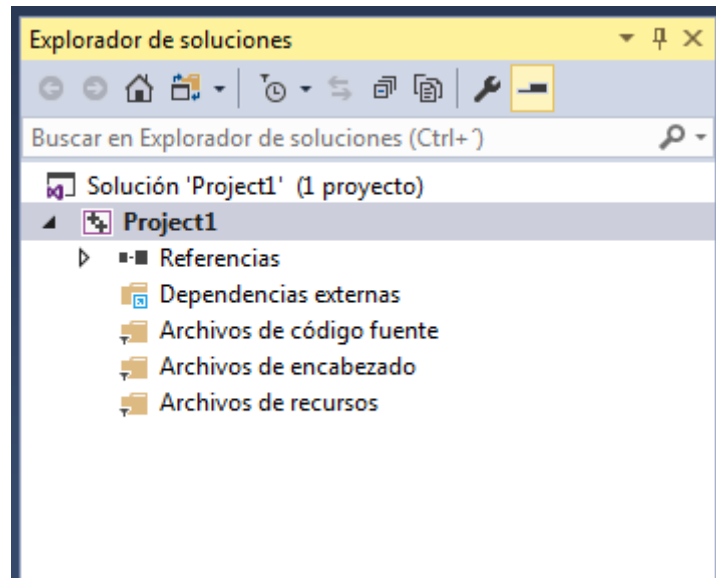 Explorador de soluciones
Buscar en Explorador de soluciones (Ctrl+´)
Solución 'Project1' (1 proyecto)
Project1
Referencias
Dependencias externas
Archivos de código fuente
Archivos de encabezado
Archivos de recursos